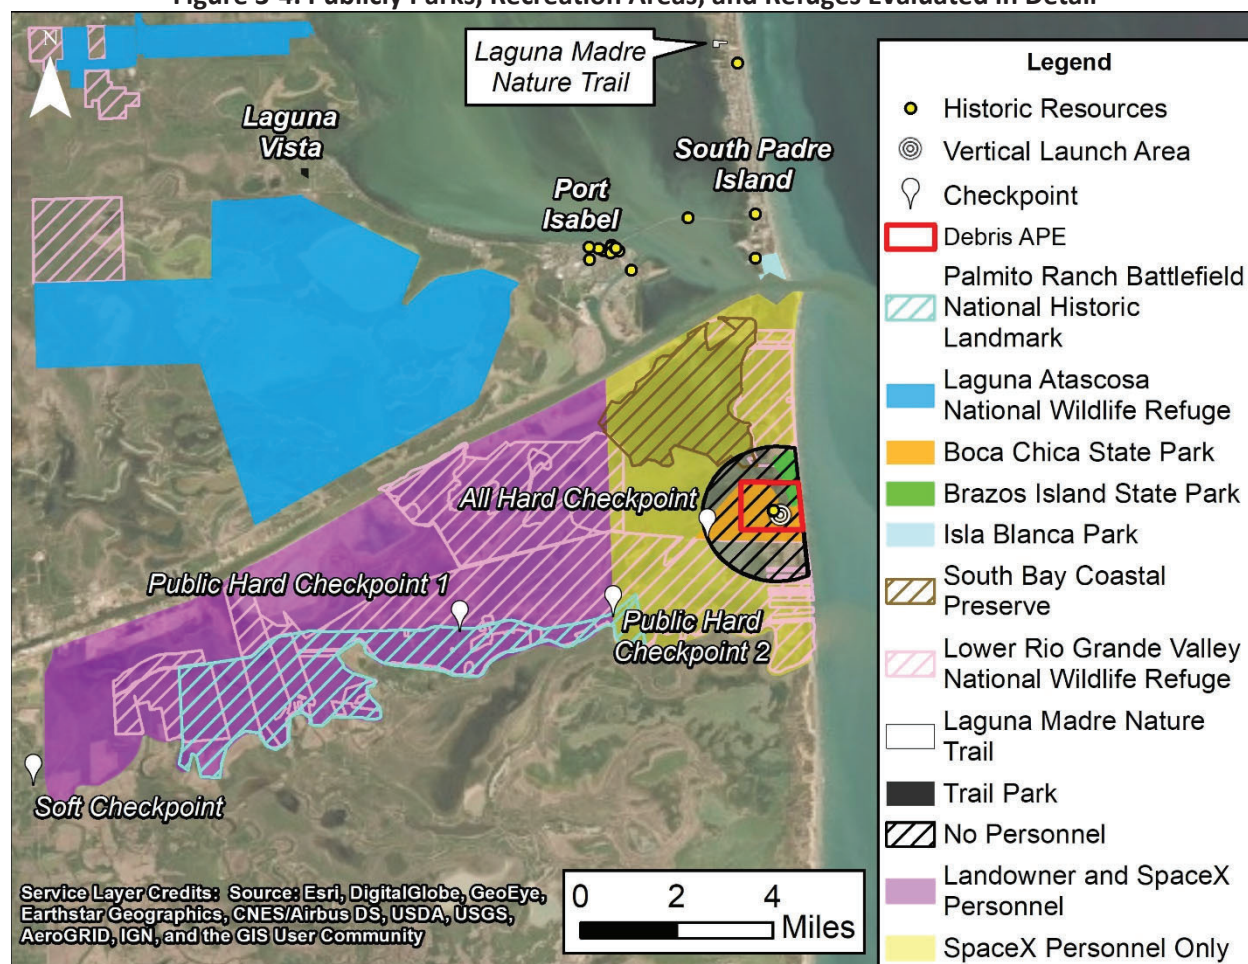 Figure 3-4. Publicly Parks, Recreation Areas, and Refuges Evaluated in Detail
N
Laguna Madre
Nature Trail
Laguna
Vista
South Padre
Island
Port
Isabel
All Hard Checkpoint
Public Hard Checkpoint 1
Public Hard
Checkpoint 2
Soft Checkpoint
Service Layer Credits: Source: Esri, DigitalGlobe, GeoEye,
Earthstar Geographics, CNES/Airbus DS, USDA, USGS,
AeroGRID, IGN, and the GIS User Community
0 2 4
Miles
Legend
Historic Resources
Vertical Launch Area
Checkpoint
Debris APE
Palmito Ranch Battlefield
National Historic
Landmark
Laguna Atascosa
National Wildlife Refuge
Boca Chica State Park
Brazos Island State Park
Isla Blanca Park
South Bay Coastal
Preserve
Lower Rio Grande Valley
National Wildlife Refuge
Laguna Madre Nature
Trail
Trail Park
No Personnel
Landowner and SpaceX
Personnel
SpaceX Personnel Only